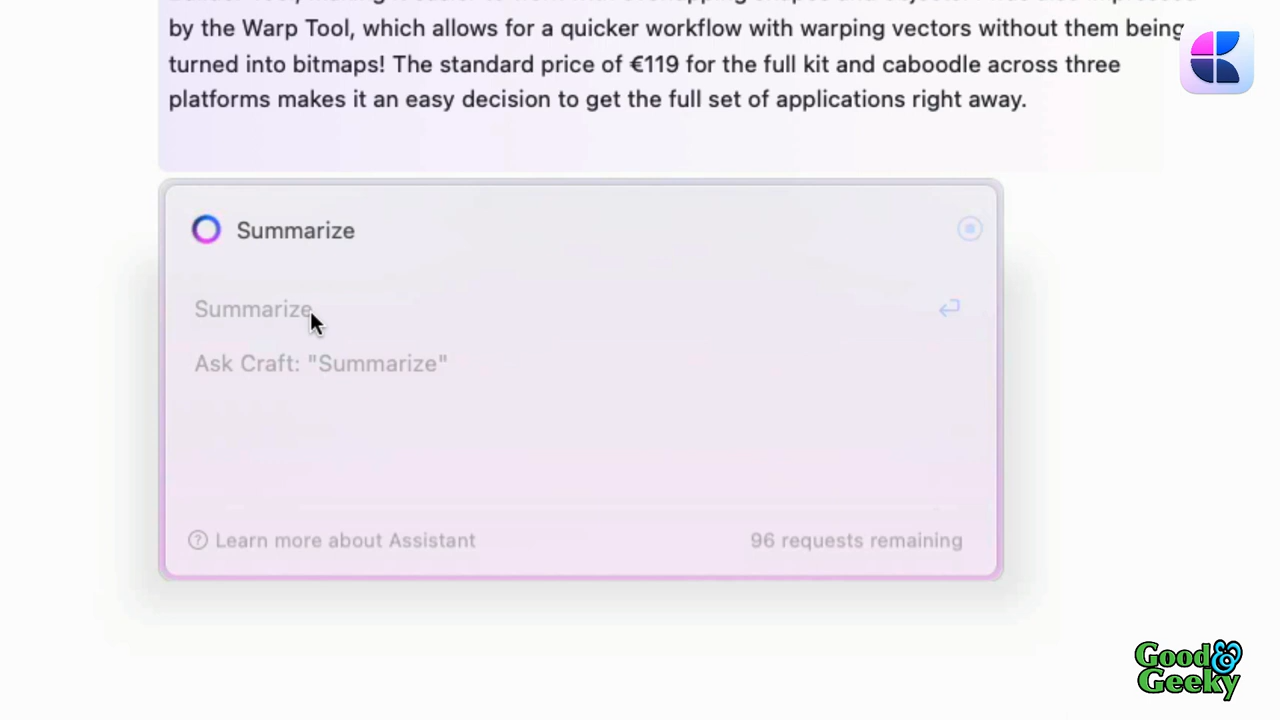 by the Warp Tool, which allows for a quicker workflow with warping vectors without them being
turned into bitmaps! The standard price of €119 for the full kit and caboodle across three
platforms makes it an easy decision to get the full set of applications right away.
Summarize
Summarize
Ask Craft: "Summarize"
Learn more about Assistant
96 requests remaining
Good &
Geeky